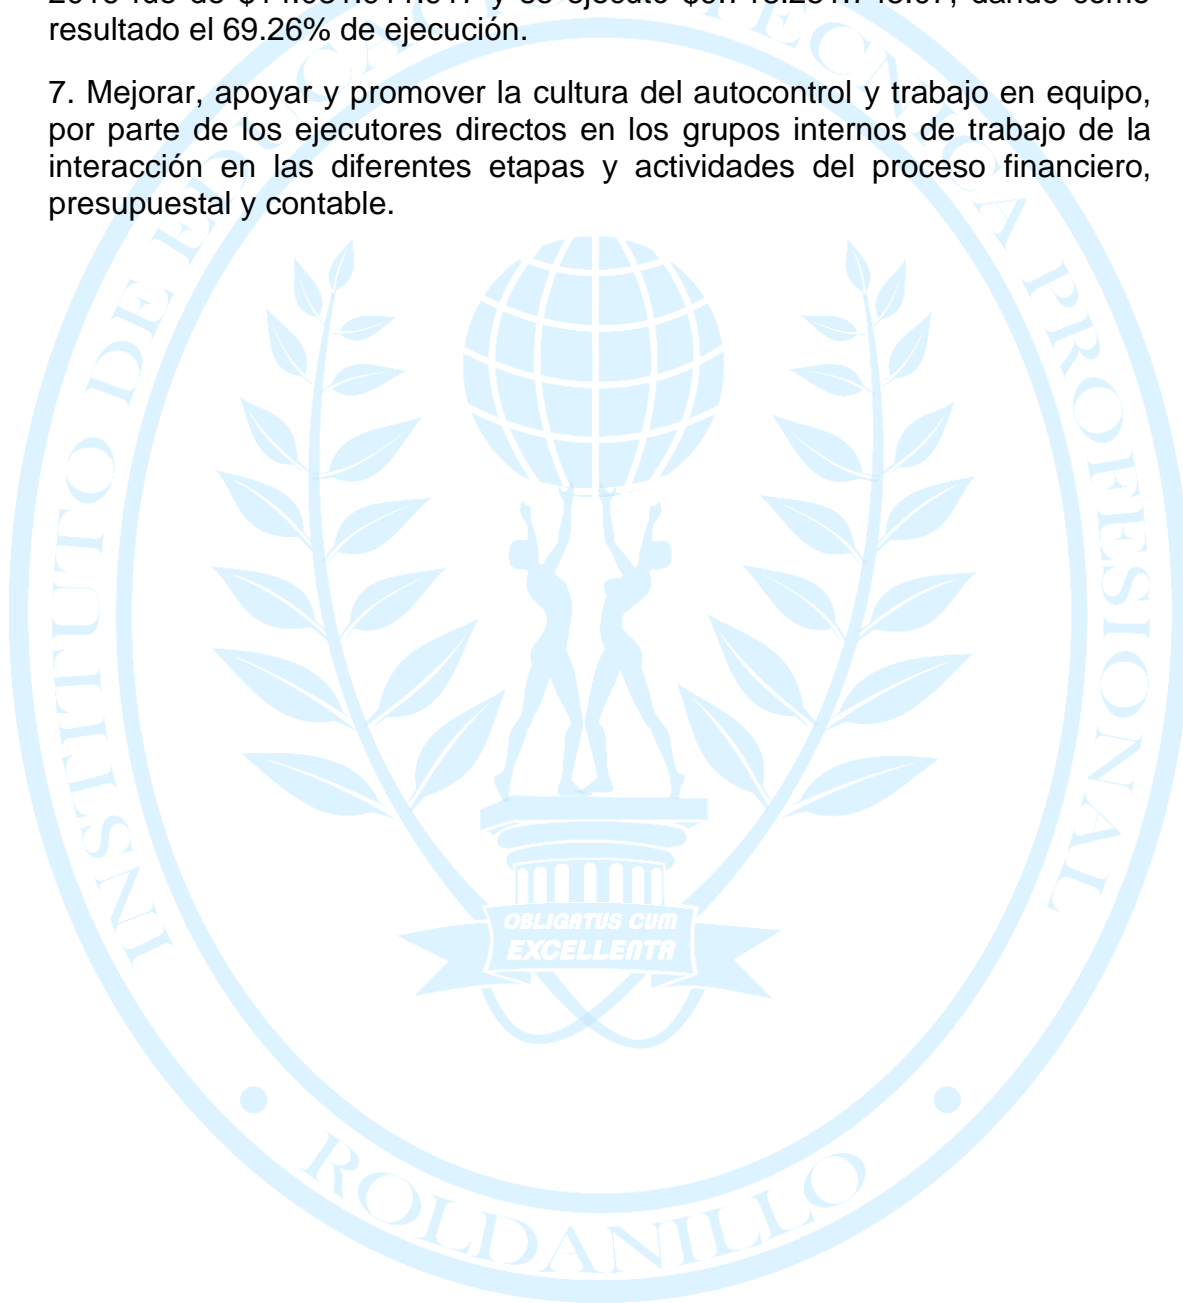 resultado el 69.26% de ejecución.
7. Mejorar, apoyar y promover la cultura del autocontrol y trabajo en equipo,
por parte de los ejecutores directos en los grupos internos de trabajo de la
interacción en las diferentes etapas y actividades del proceso financiero,
presupuestal y contable.
INSTITUTO DE EDUCACIÓN TÉCNICA PROFESIONAL
OBLIGATUS CUM
EXCELLENTA
ROLDANILLO